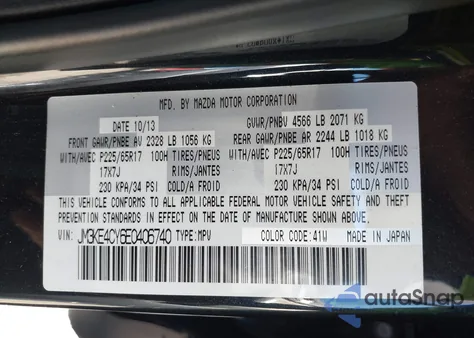 MFD. BY MAZDA MOTOR CORPORATION
DATE 10/13 GVWR/PNBV 4566 LB 2071 KG
FRONT GAWR/PNBE AV 2328 LB 1056 KG REAR GAWR/PNBE AR 2244 LB 1018 KG
WITH/AVEC P225/65R17 100H TIRES/PNEUS WITH/AVEC P225/65R17 100H TIRES/PNEUS
17X7J RIMS/JANTES 17X7J RIMS/JANTES
230 KPA/34 PSI COLD/A FROID 230 KPA/34 PSI COLD/A FROID
THIS VEHICLE CONFORMS TO ALL APPLICABLE FEDERAL MOTOR VEHICLE SAFETY AND THEFT
PREVENTION STANDARDS IN EFFECT ON THE DATE OF MANUFACTURE SHOWN ABOVE.
VIN: JM3KE4CY6E0406740 TYPE: MPV COLOR CODE: 41W MADE IN JAPAN
autoSnap